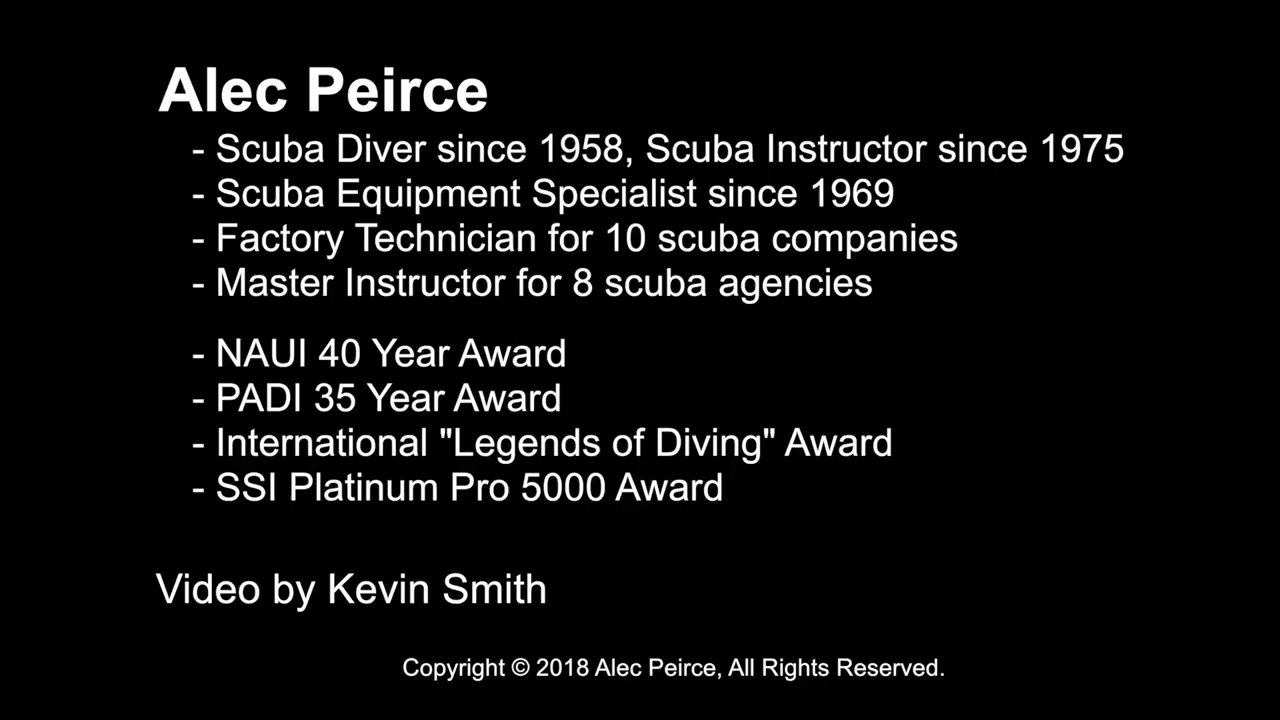 Alec Peirce
- Scuba Diver since 1958, Scuba Instructor since 1975
- Scuba Equipment Specialist since 1969
- Factory Technician for 10 scuba companies
- Master Instructor for 8 scuba agencies
- NAUI 40 Year Award
- PADI 35 Year Award
- International "Legends of Diving" Award
- SSI Platinum Pro 5000 Award
Video by Kevin Smith
Copyright © 2018 Alec Peirce, All Rights Reserved.